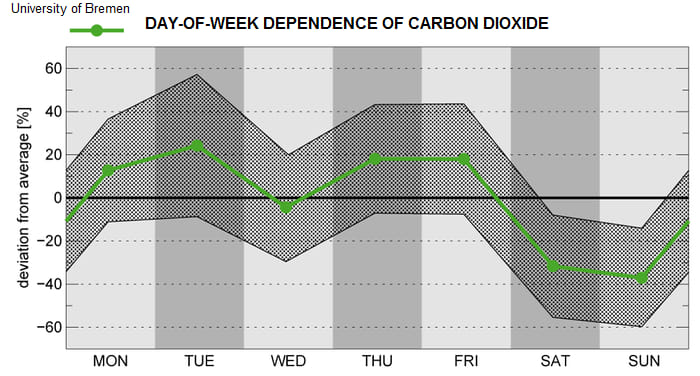 University of Bremen
DAY-OF-WEEK DEPENDENCE OF CARBON DIOXIDE
deviation from average [%]
60
40
20
0
−20
−40
−60
MON TUE WED THU FRI SAT SUN